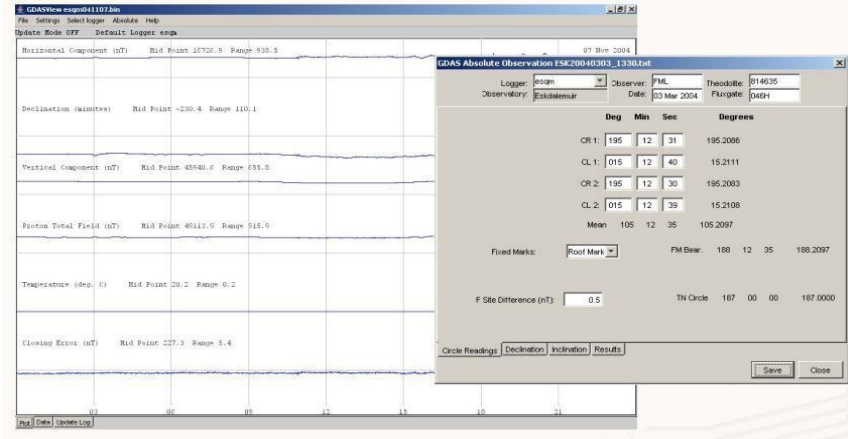 GDASView esqm041107.bin
File Settings Select logger Absolute Help
Update Mode OFF Default Logger esqm
Horizontal Component (nT) Mid Point 18728.9 Range 938.5
07 Nov 2004
Declination (minutes) Mid Point -230.4 Range 110.1
Vertical Component (nT) Mid Point 45940.6 Range 655.8
Proton Total Field (nT) Mid Point 49113.9 Range 915.9
Temperature (deg. C) Mid Point 20.2 Range 0.2
Closing Error (nT) Mid Point 227.3 Range 5.4
03 06 09 12 15 21
Plot Data Update Log
GDAS Absolute Observation ESK20040303_1330.txt
Logger: esqm Observer: FML Theodolite: 814635
Observatory: Eskdalemuir Date: 03 Mar 2004 Fluxgate: 046H
Deg Min Sec Degrees
CR 1: 195 12 31 195.2086
CL 1: 015 12 40 15.2111
CR 2: 195 12 30 195.2083
CL 2: 015 12 39 15.2108
Mean 105 12 35 105.2097
Fixed Marks: Roof Mark FM Bear. 188 12 35 188.2097
F Site Difference (nT): 0.5 TN Circle 187 00 00 187.0000
Circle Readings Declination Inclination Results
Save Close